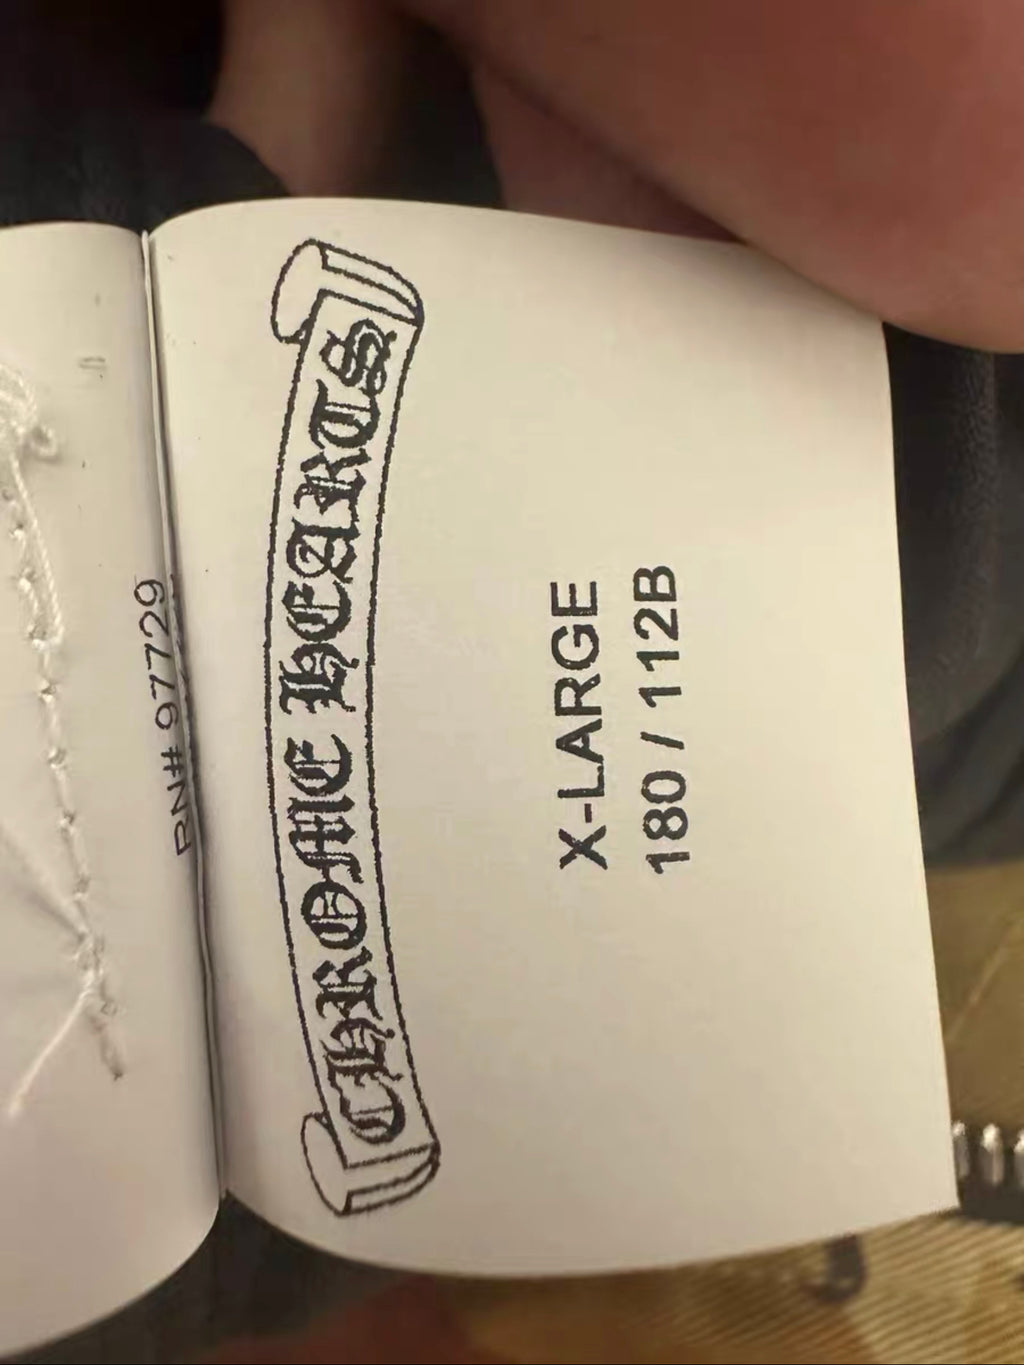 RN# 97729
CHROME HEARTS
X-LARGE
180 / 112B